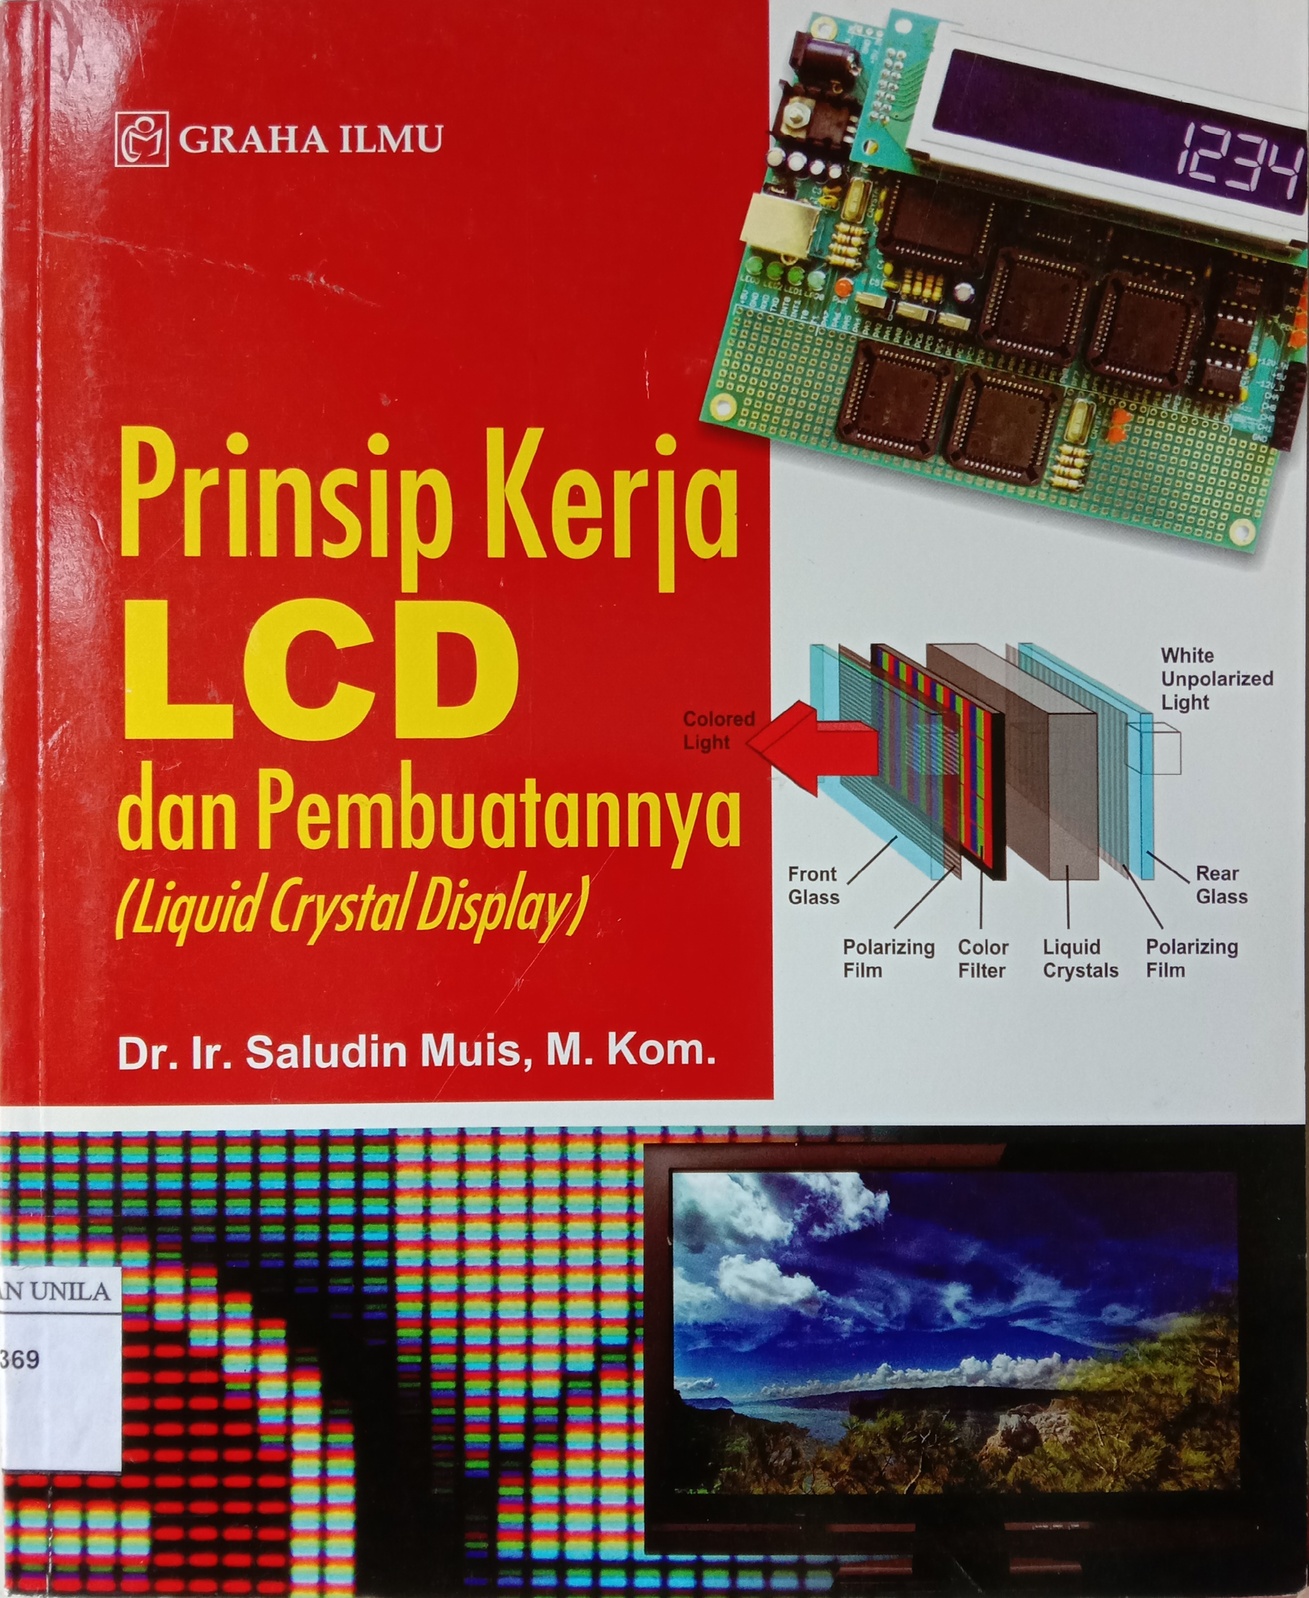 GRAHA ILMU
1234
Prinsip Kerja
LCD
dan Pembuatannya
(Liquid Crystal Display)
Dr. Ir. Saludin Muis, M. Kom.
White
Unpolarized
Light
Colored
Light
Front
Glass
Rear
Glass
Polarizing
Film
Color
Filter
Liquid
Crystals
Polarizing
Film
AN UNILA
369